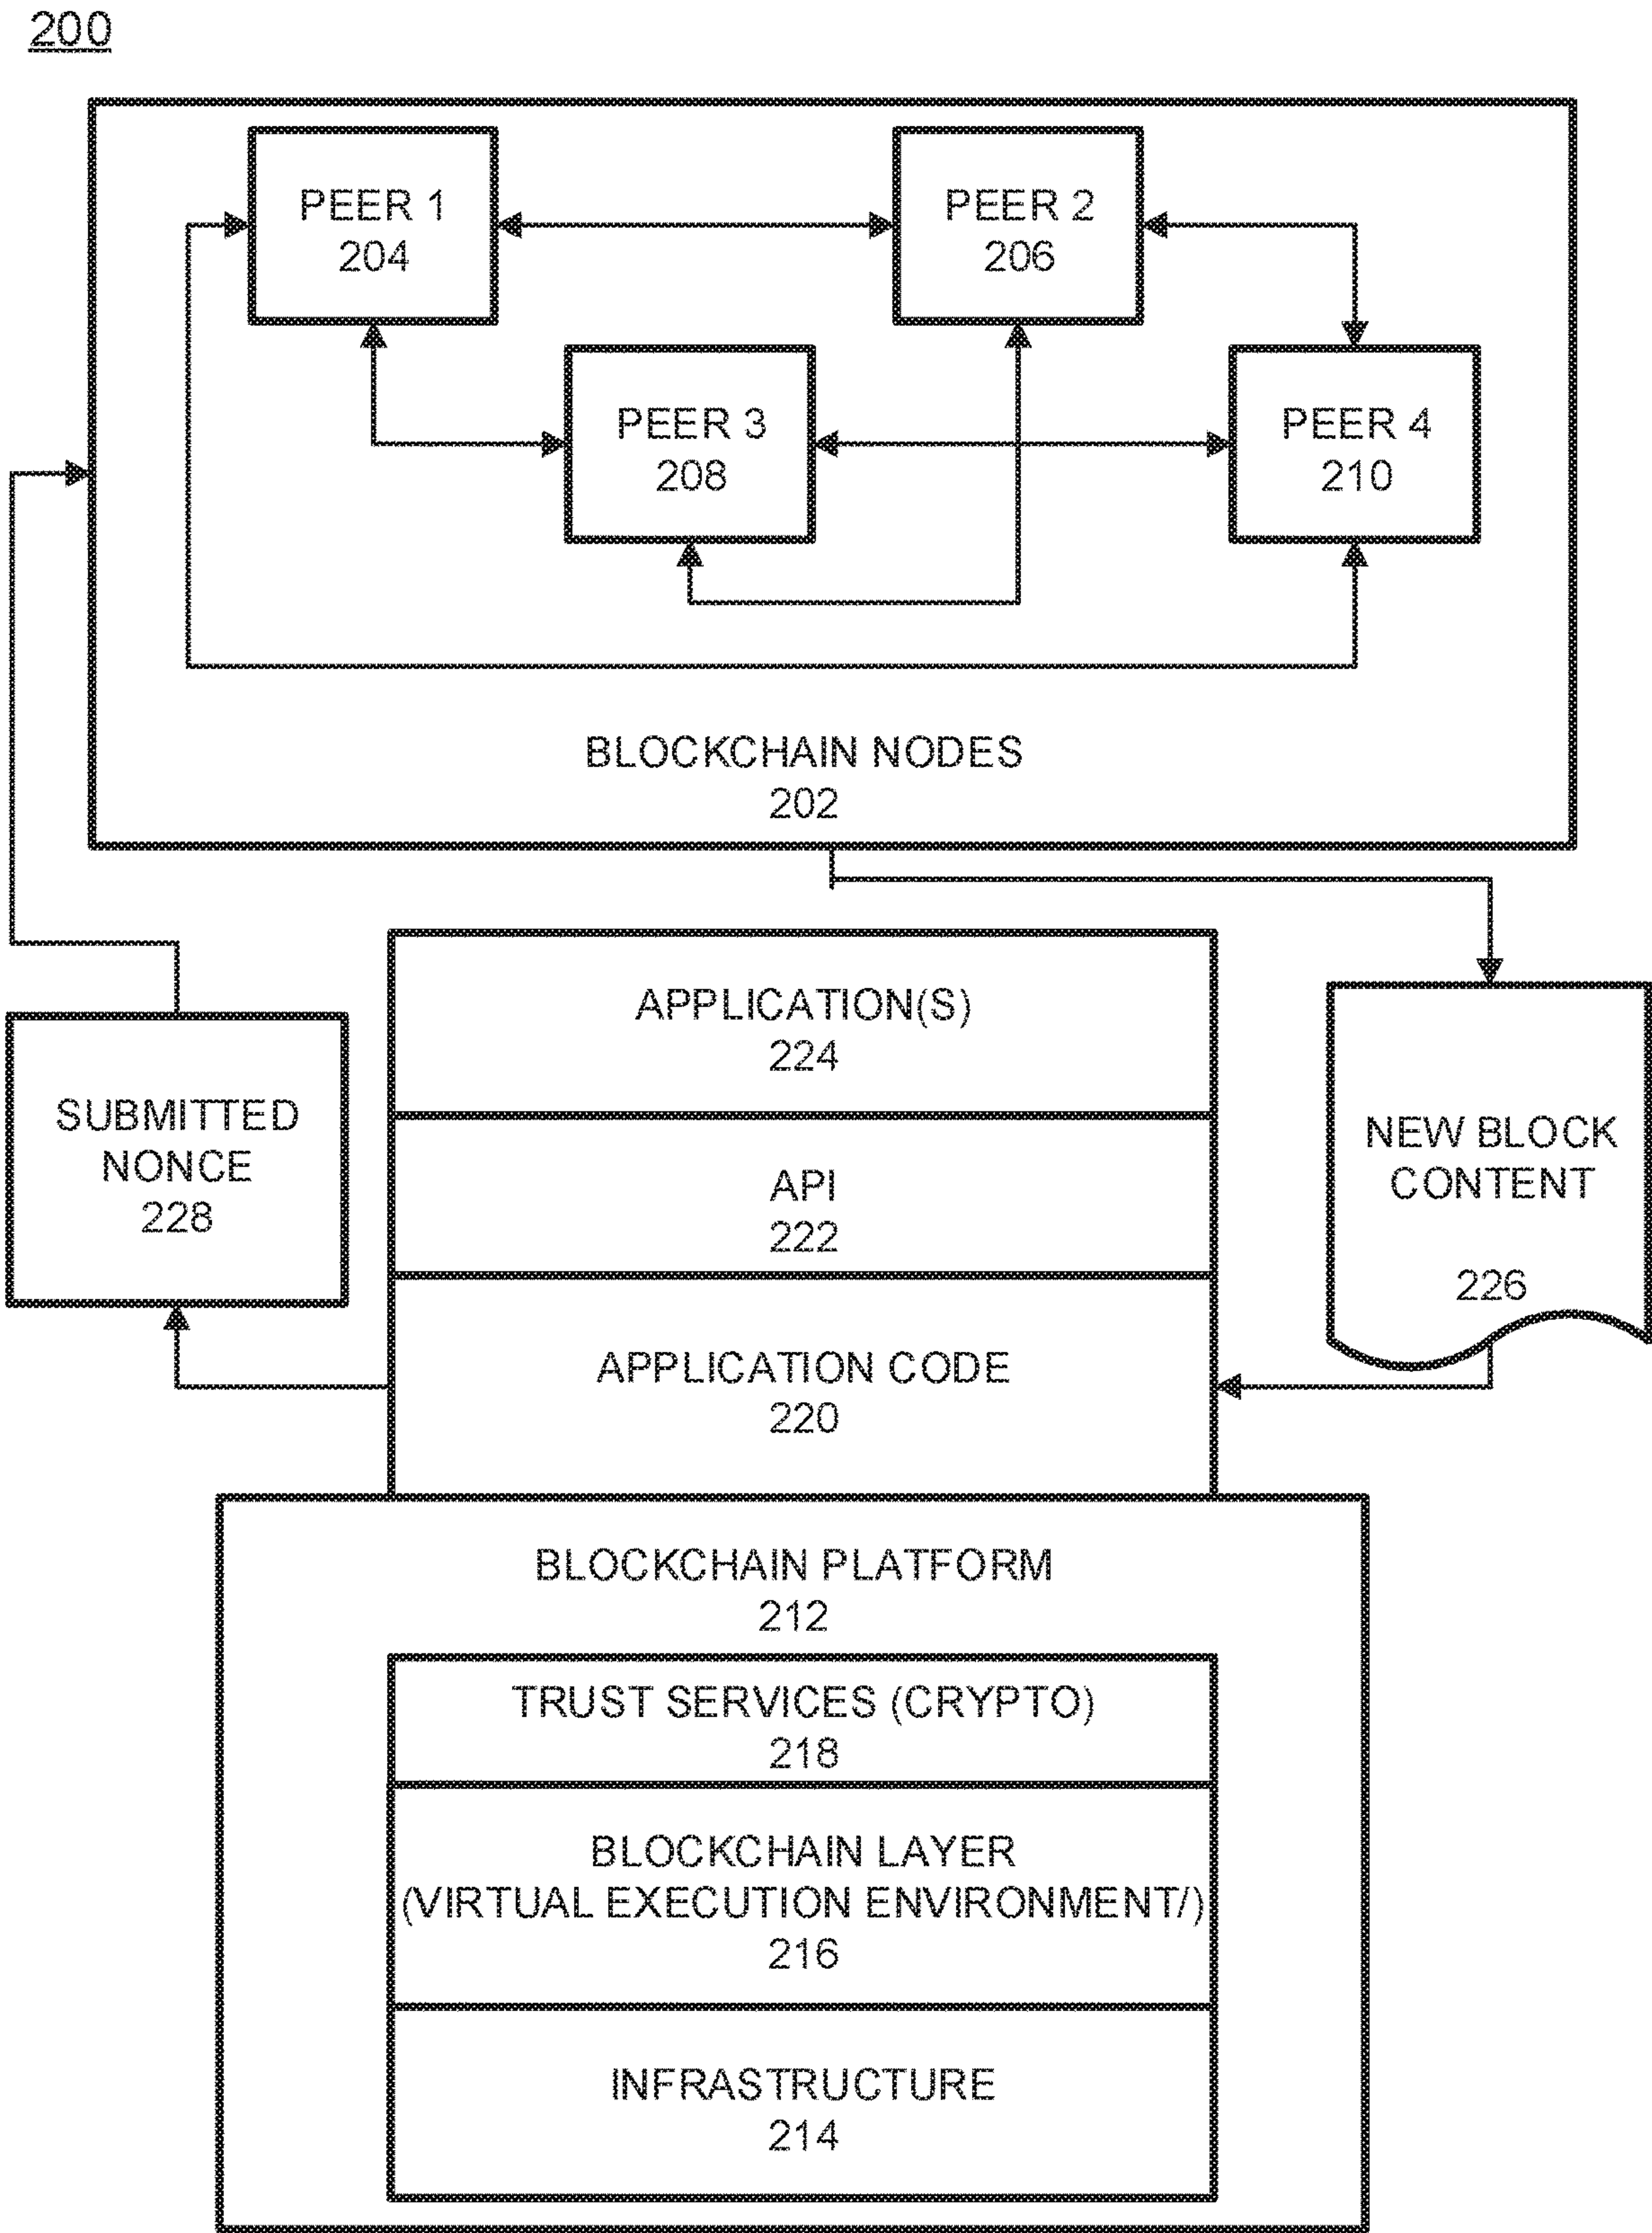 200
PEER 1
204
PEER 2
206
PEER 3
208
PEER 4
210
BLOCKCHAIN NODES
202
APPLICATION(S)
224
SUBMITTED
NONCE
228
API
222
NEW BLOCK
CONTENT
226
APPLICATION CODE
220
BLOCKCHAIN PLATFORM
212
TRUST SERVICES (CRYPTO)
218
BLOCKCHAIN LAYER
(VIRTUAL EXECUTION ENVIRONMENT/)
216
INFRASTRUCTURE
214